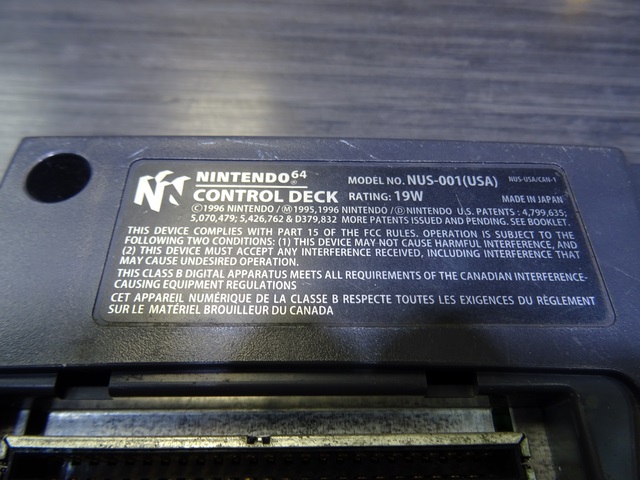 NINTENDO 64
CONTROL DECK
MODEL NO. NUS-001(USA)
NUS-USA/CAN-1
RATING: 19W
MADE IN JAPAN
©1996 NINTENDO/Ⓜ1995,1996 NINTENDO/Ⓓ NINTENDO U.S. PATENTS : 4,799,635;
5,070,479; 5,426,762 & D379,832 MORE PATENTS ISSUED AND PENDING. SEE BOOKLET.
THIS DEVICE COMPLIES WITH PART 15 OF THE FCC RULES. OPERATION IS SUBJECT TO THE
FOLLOWING TWO CONDITIONS: (1) THIS DEVICE MAY NOT CAUSE HARMFUL INTERFERENCE, AND
(2) THIS DEVICE MUST ACCEPT ANY INTERFERENCE RECEIVED, INCLUDING INTERFERENCE THAT
MAY CAUSE UNDESIRED OPERATION.
THIS CLASS B DIGITAL APPARATUS MEETS ALL REQUIREMENTS OF THE CANADIAN INTERFERENCE-
CAUSING EQUIPMENT REGULATIONS
CET APPAREIL NUMÉRIQUE DE LA CLASSE B RESPECTE TOUTES LES EXIGENCES DU RÈGLEMENT
SUR LE MATÉRIEL BROUILLEUR DU CANADA